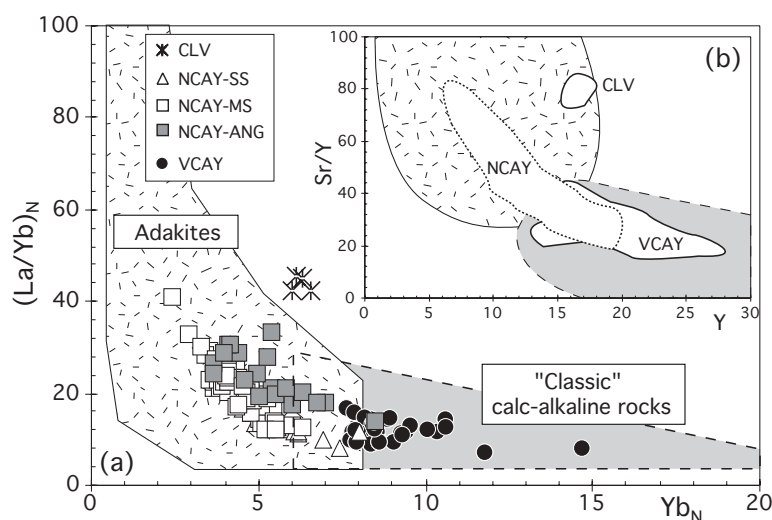 100
80
60
40
20
0
(La/Yb)N
CLV
NCAY-SS
NCAY-MS
NCAY-ANG
VCAY
Adakites
"Classic"
calc-alkaline rocks
(a)
0
5
10
15
20
YbN
100
80
60
40
20
0
Sr/Y
(b)
CLV
NCAY
VCAY
0
5
10
15
20
25
30
Y